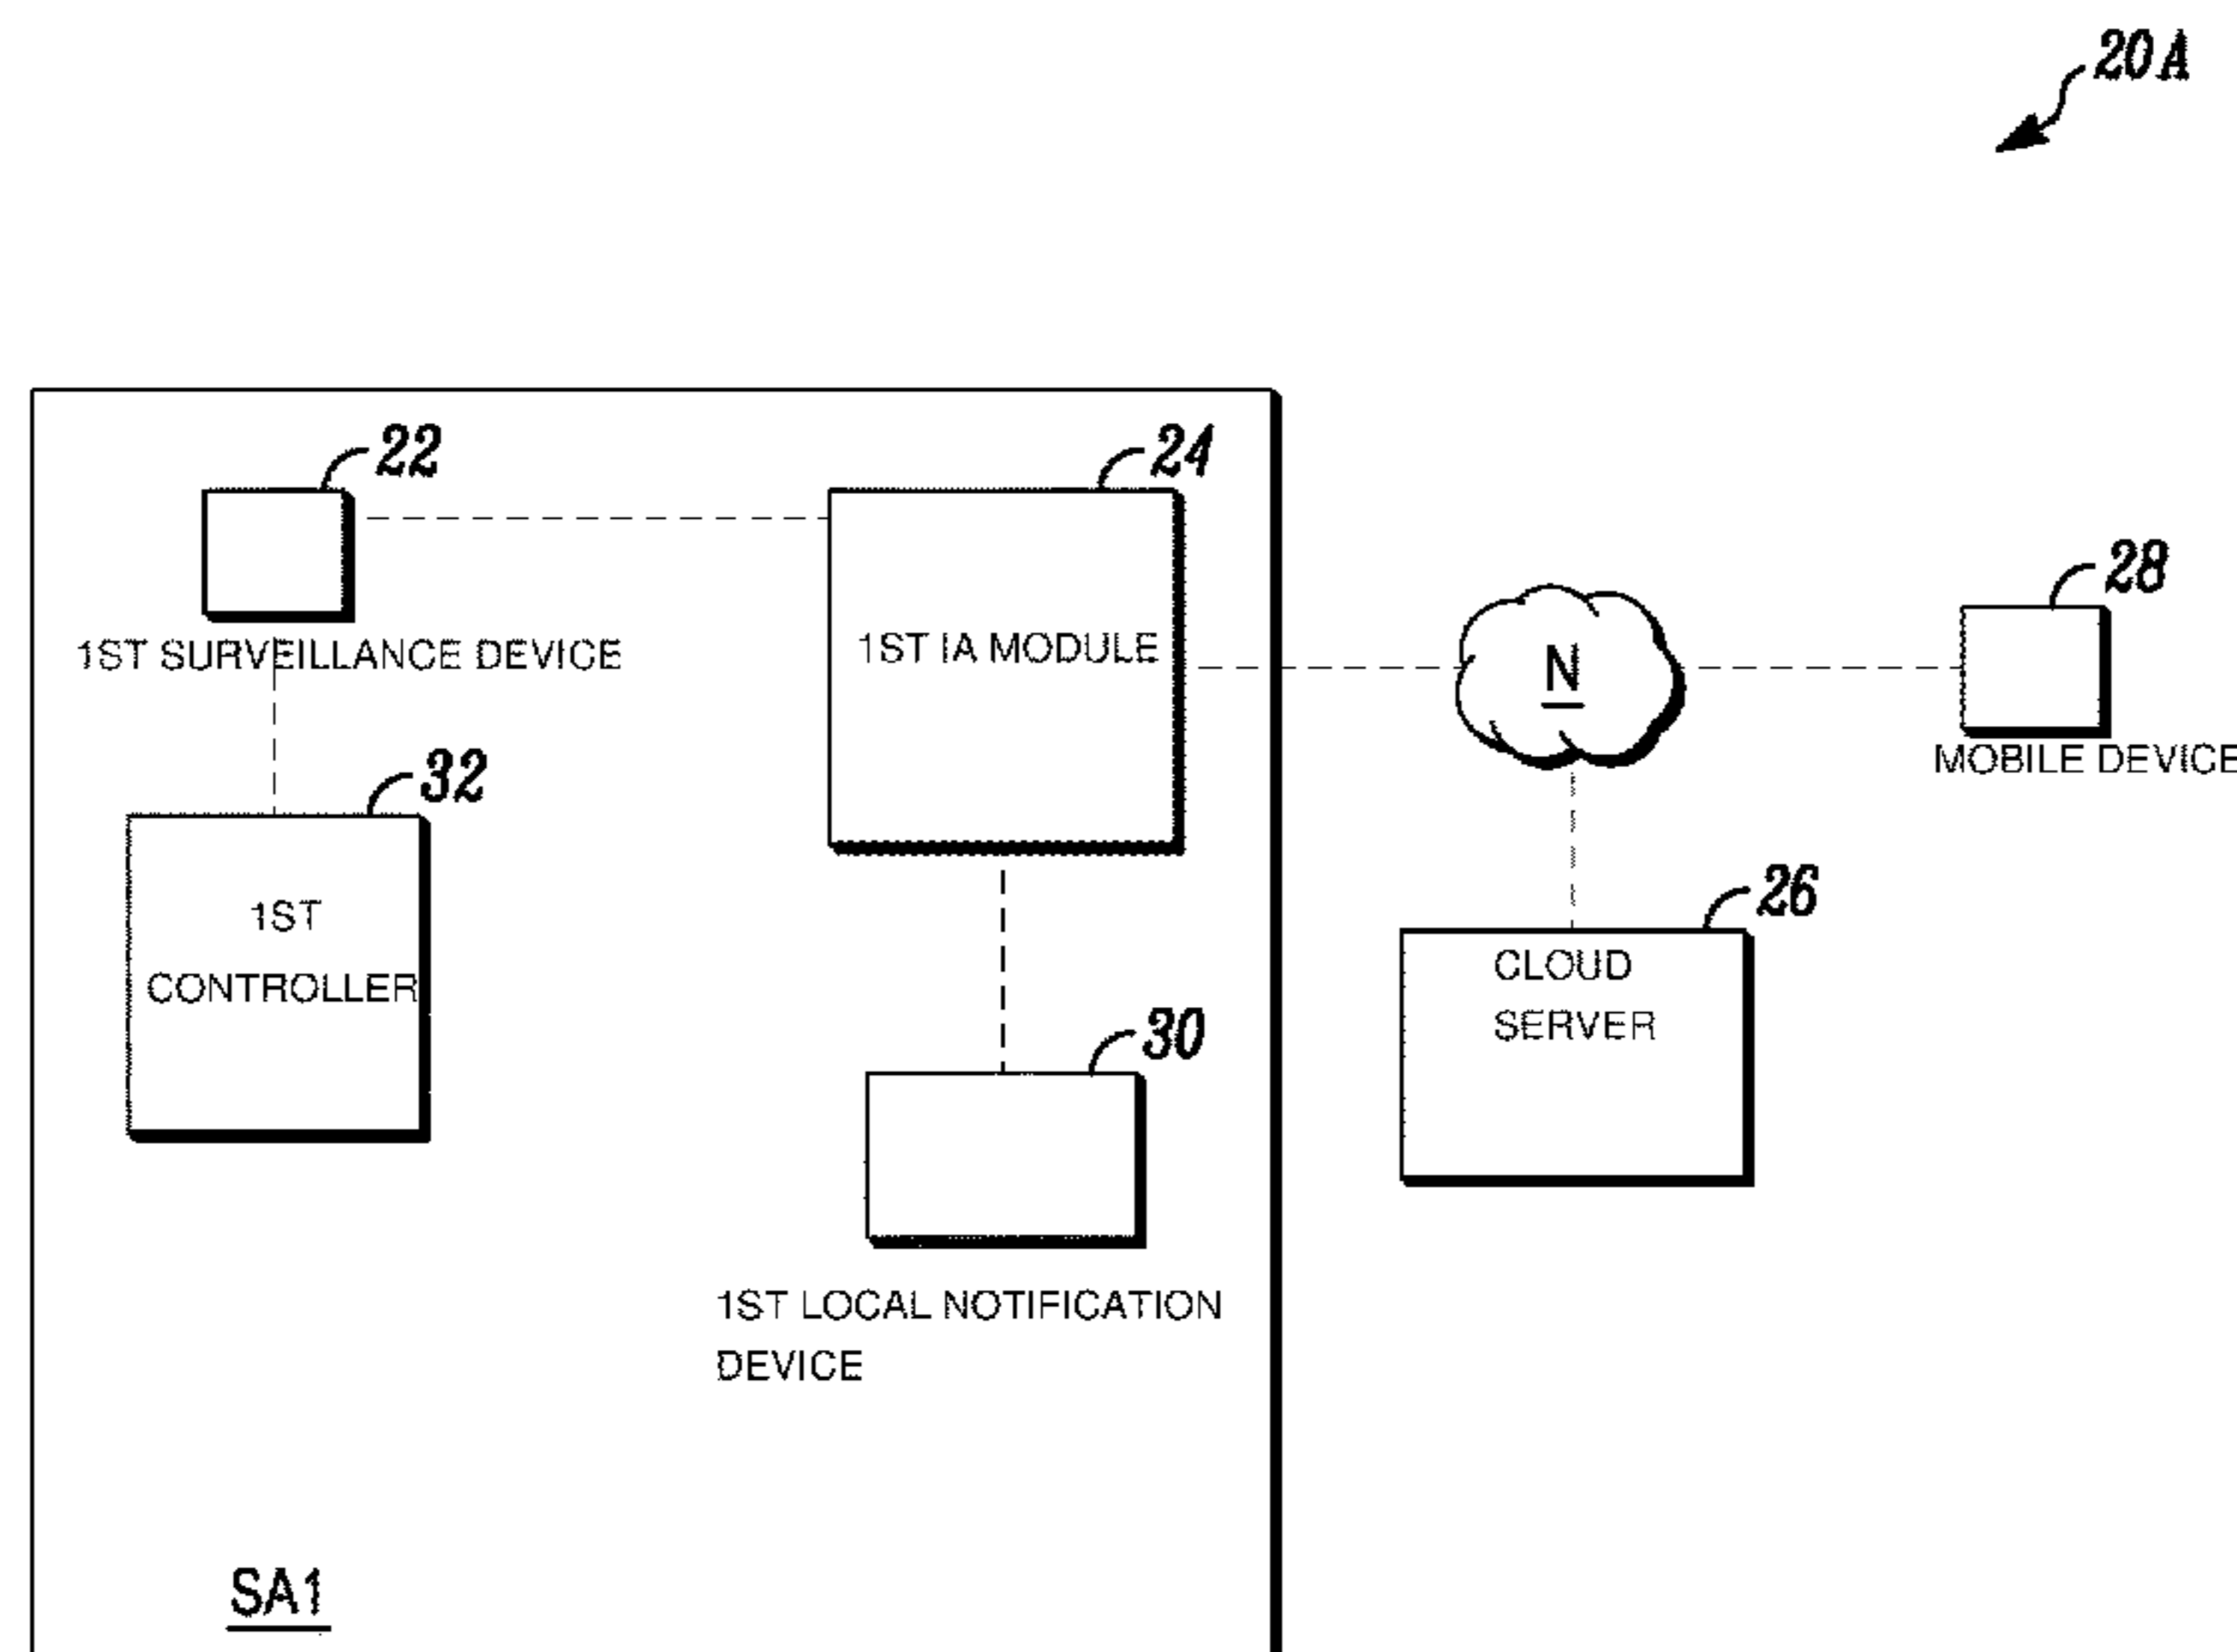 20A
22
24
1ST SURVEILLANCE DEVICE
1ST IA MODULE
N
28
MOBILE DEVICE
32
1ST
CONTROLLER
26
CLOUD
SERVER
30
1ST LOCAL NOTIFICATION
DEVICE
SA1